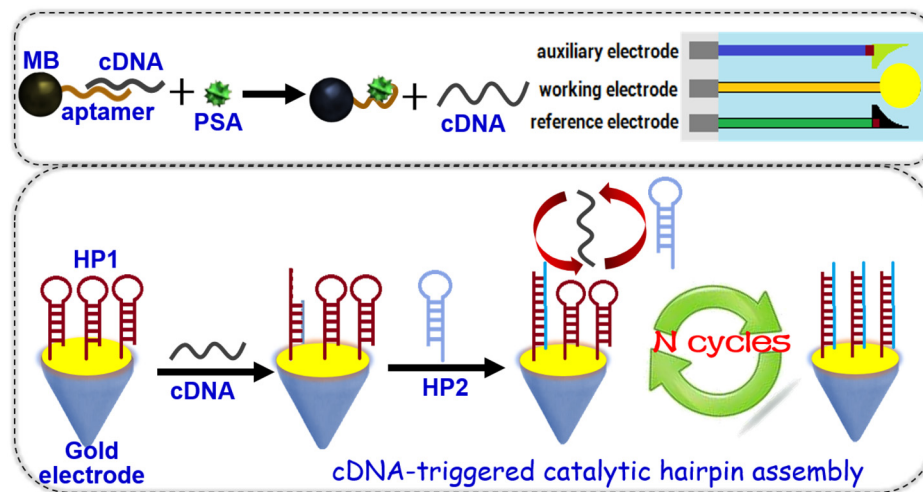 MB
cDNA
aptamer
+
PSA
+
cDNA
auxiliary electrode
working electrode
reference electrode
HP1
cDNA
HP2
N cycles
Gold
electrode
cDNA-triggered catalytic hairpin assembly